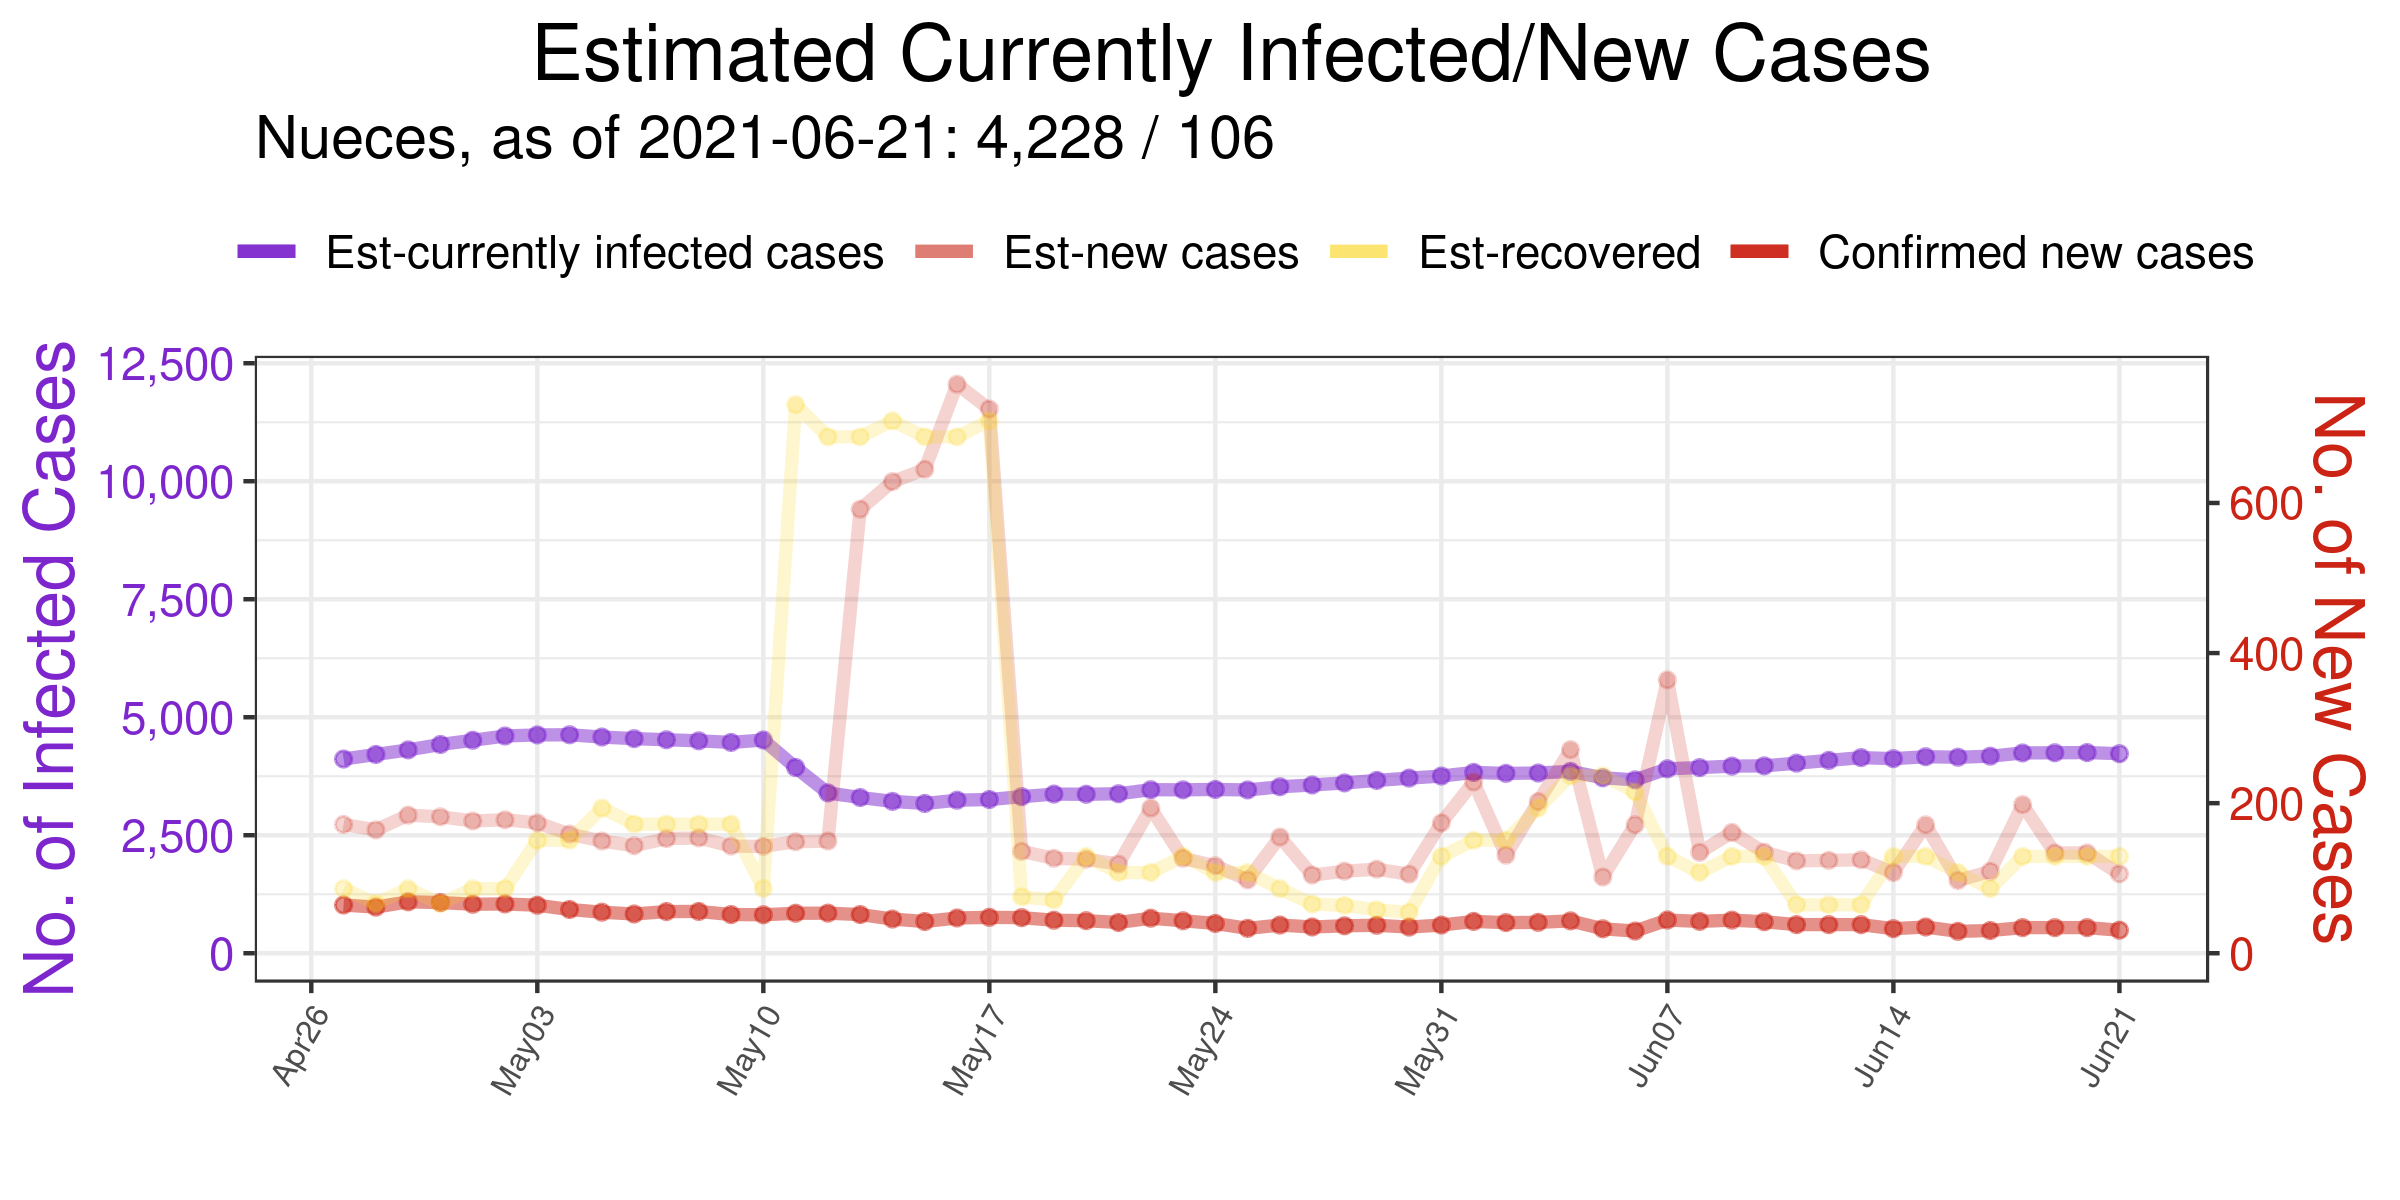 Estimated Currently Infected/New Cases
Nueces, as of 2021-06-21: 4,228 / 106
Est-currently infected cases Est-new cases Est-recovered Confirmed new cases
No. of Infected Cases
12,500
10,000
7,500
5,000
2,500
0
600
400
200
0
No. of New Cases
Apr26 May03 May10 May17 May24 May31 Jun07 Jun14 Jun21